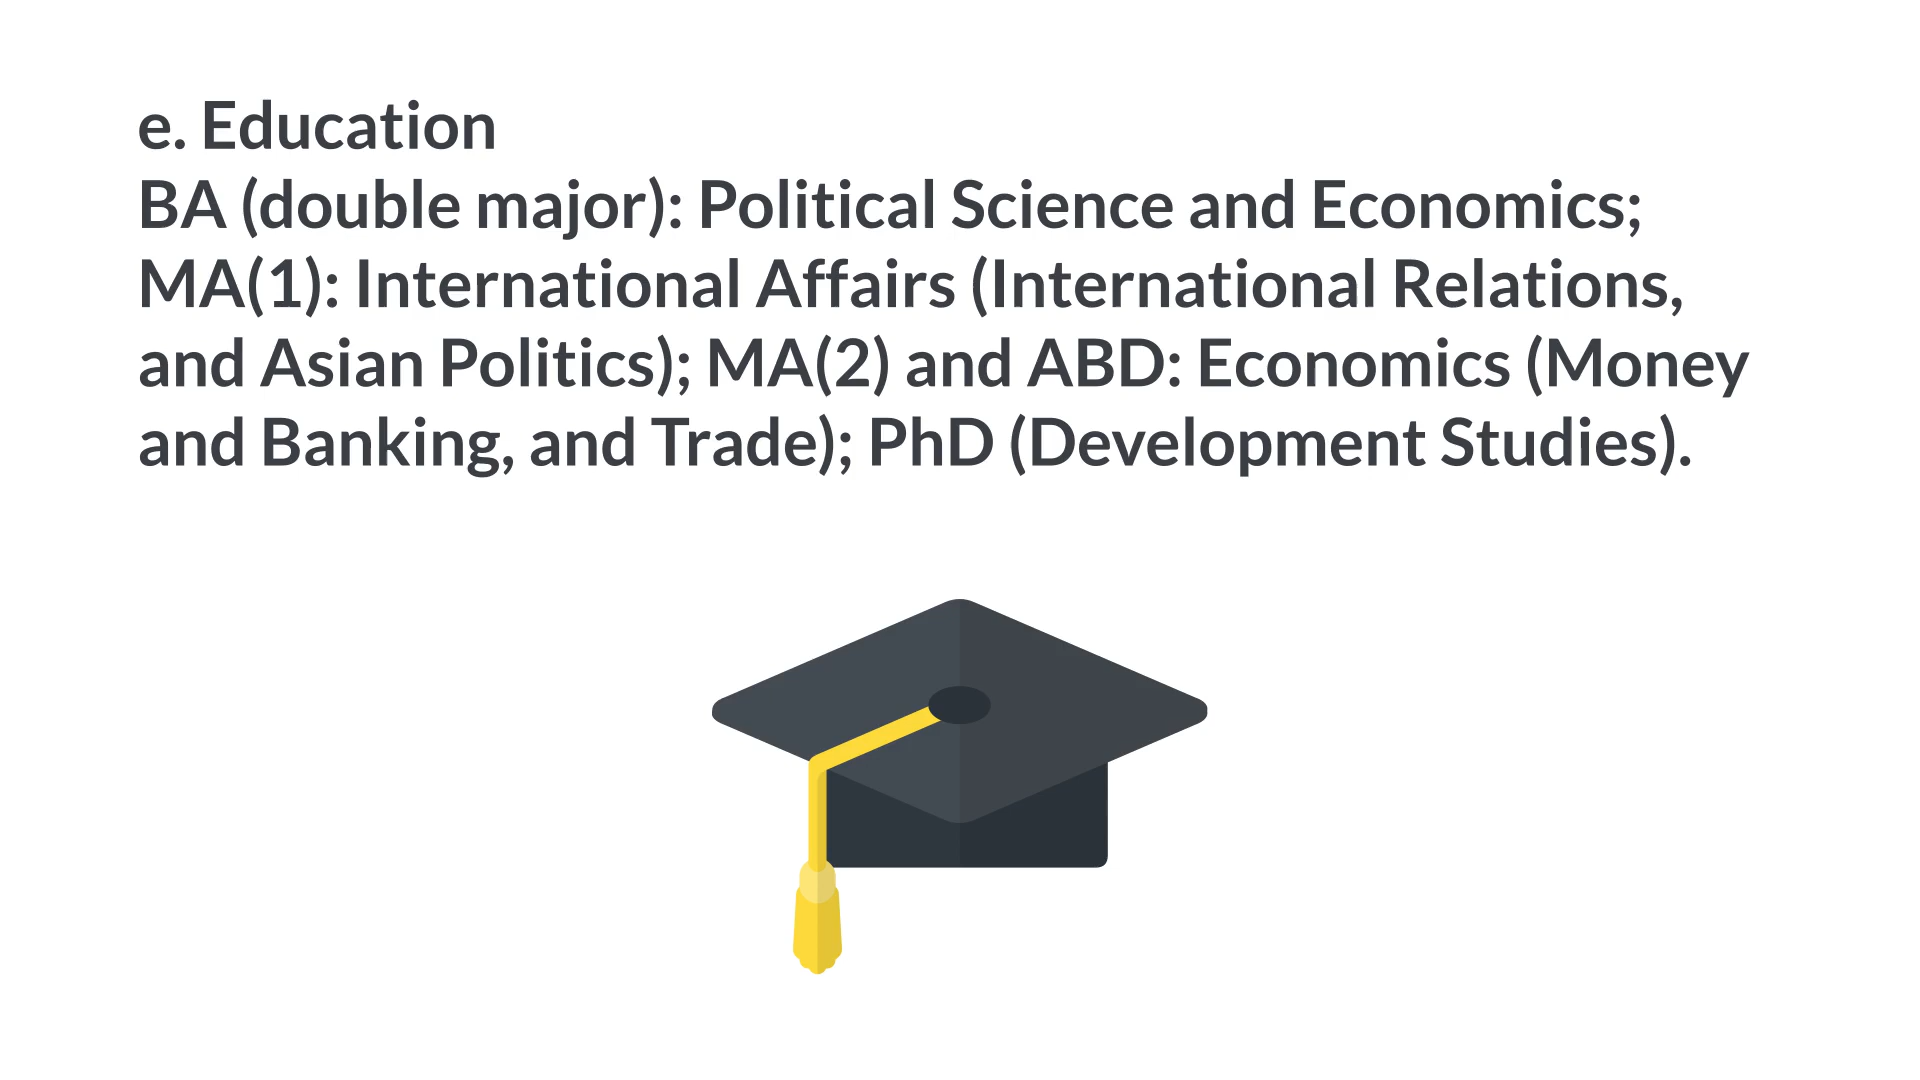 e. Education
BA (double major): Political Science and Economics;
MA(1): International Affairs (International Relations,
and Asian Politics); MA(2) and ABD: Economics (Money
and Banking, and Trade); PhD (Development Studies).